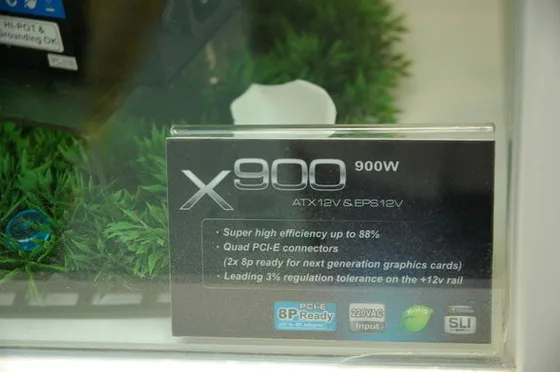 HI-POT &
Grounding OK
X900 900W
ATX12V & EPS12V
· Super high efficiency up to 88%
· Quad PCI-E connectors
(2x 8p ready for next generation graphics cards)
· Leading 3% regulation tolerance on the +12v rail
PCI-E
8P Ready
220VAC
Input
RoHS
SLI